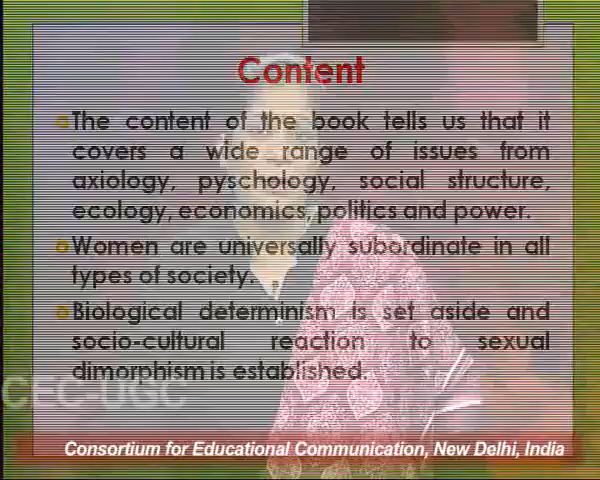 Content
The content of the book tells us that it
covers a wide range of issues from
axiology, pyschology, social structure,
ecology, economics, politics and power.
Women are universally subordinate in all
types of society.
Biological determinism is set aside and
socio-cultural reaction to sexual
dimorphism is established.
CEC-UGC
Consortium for Educational Communication, New Delhi, India